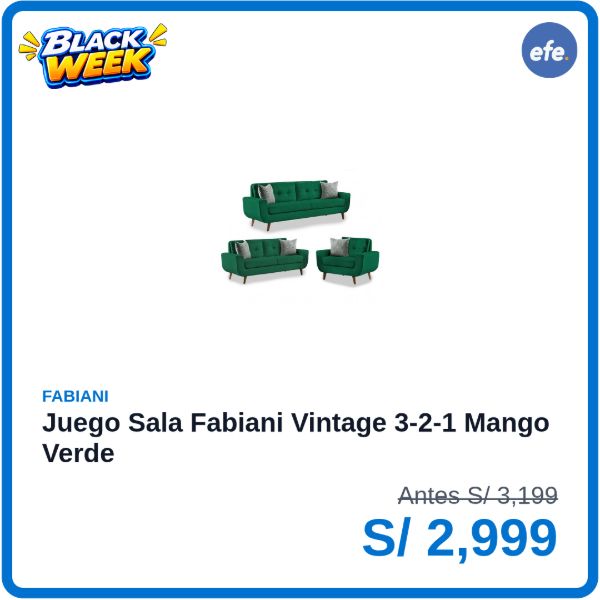 BLACK
WEEK
efe.
FABIANI
Juego Sala Fabiani Vintage 3-2-1 Mango
Verde
Antes S/ 3,199
S/ 2,999